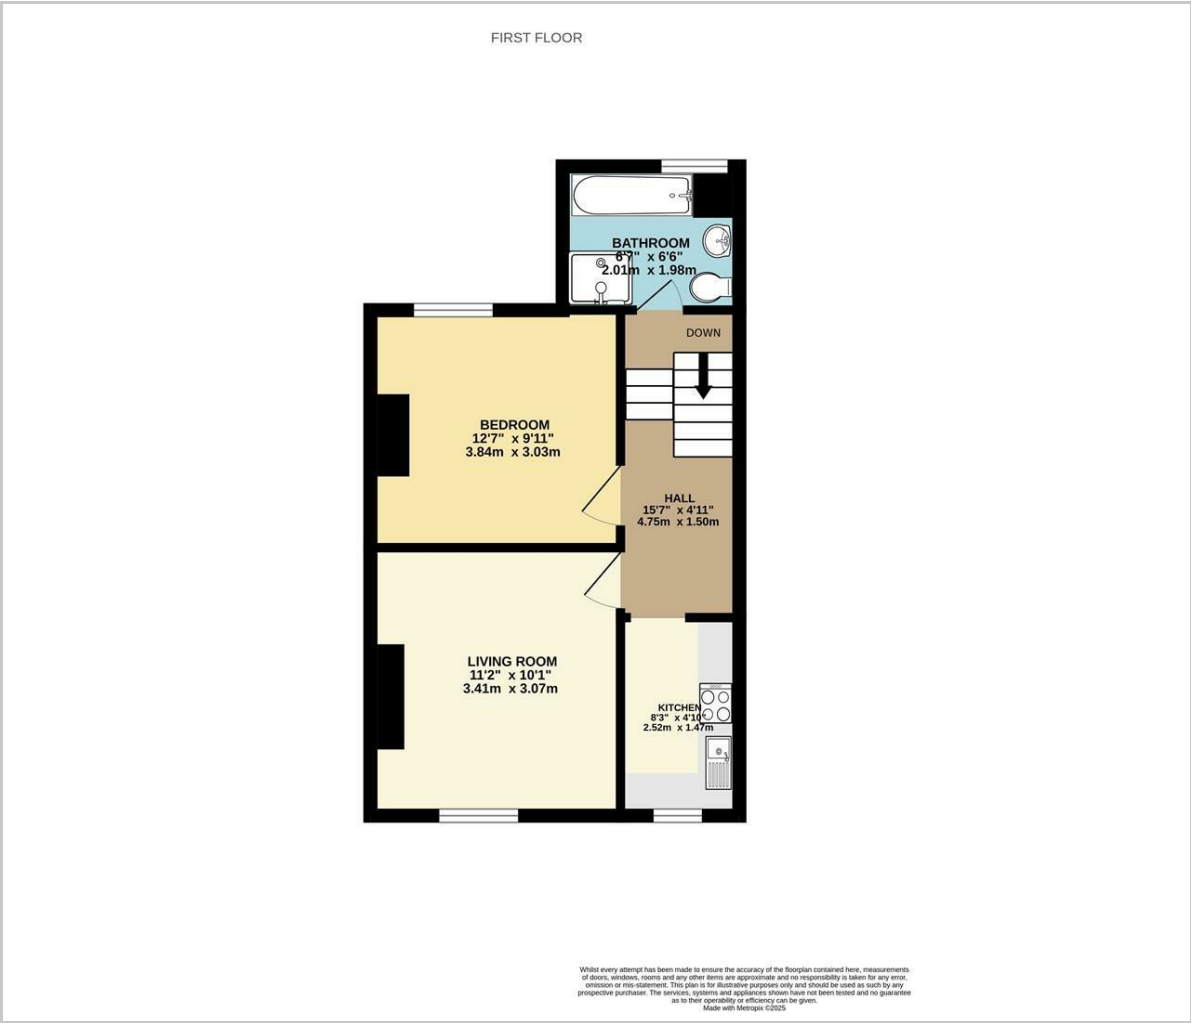 FIRST FLOOR
BATHROOM
6'7" x 6'6"
2.01m x 1.98m
DOWN
BEDROOM
12'7" x 9'11"
3.84m x 3.03m
HALL
15'7" x 4'11"
4.75m x 1.50m
LIVING ROOM
11'2" x 10'1"
3.41m x 3.07m
KITCHEN
8'3" x 4'10"
2.52m x 1.47m
Whilst every attempt has been made to ensure the accuracy of the floorplan contained here, measurements
of doors, windows, rooms and any other items are approximate and no responsibility is taken for any error,
omission or mis-statement. This plan is for illustrative purposes only and should be used as such by any
prospective purchaser. The services, systems and appliances shown have not been tested and no guarantee
as to their operability or efficiency can be given.
Made with Metropix ©2025